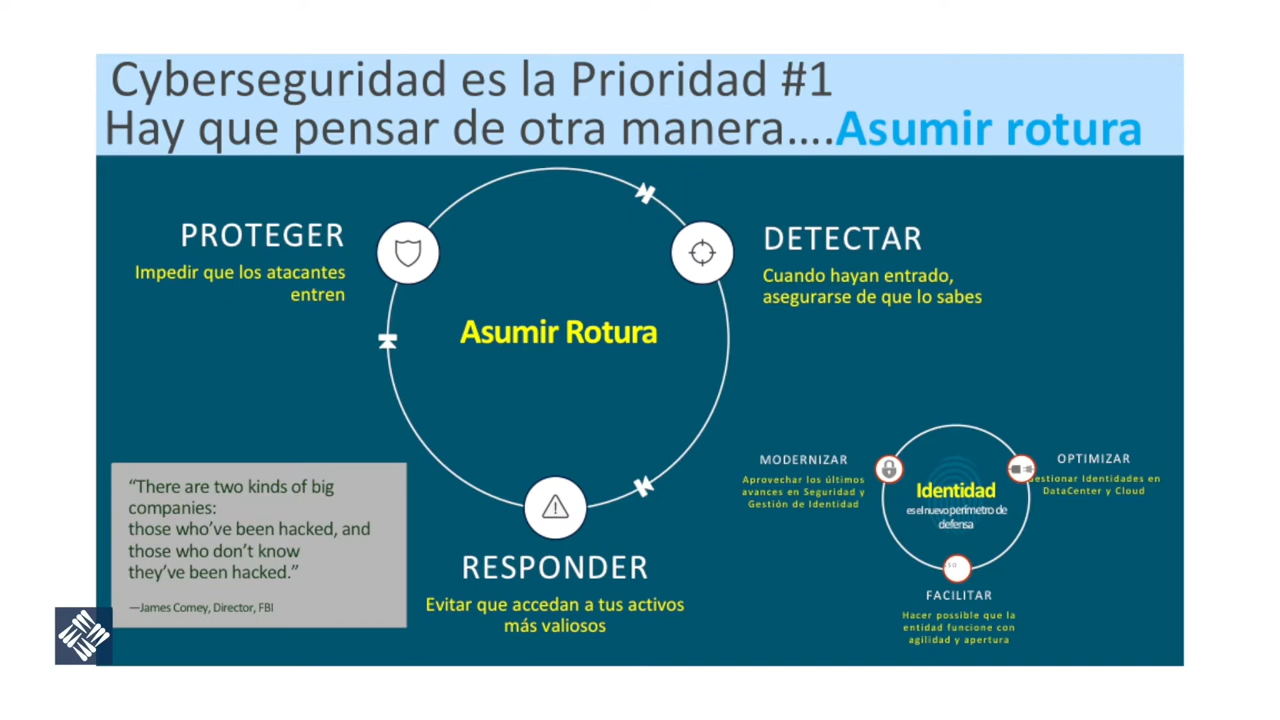 Cyberseguridad es la Prioridad #1
Hay que pensar de otra manera….Asumir rotura
PROTEGER
Impedir que los atacantes
entren
DETECTAR
Cuando hayan entrado,
asegurarse de que lo sabes
Asumir Rotura
RESPONDER
Evitar que accedan a tus activos
más valiosos
“There are two kinds of big
companies:
those who’ve been hacked, and
those who don’t know
they’ve been hacked.”
—James Comey, Director, FBI
MODERNIZAR
Aprovechar los últimos
avances en Seguridad y
Gestión de Identidad
OPTIMIZAR
Gestionar Identidades en
DataCenter y Cloud
Identidad
es el nuevo perímetro de
defensa
FACILITAR
Hacer possible que la
entidad funcione con
agilidad y apertura